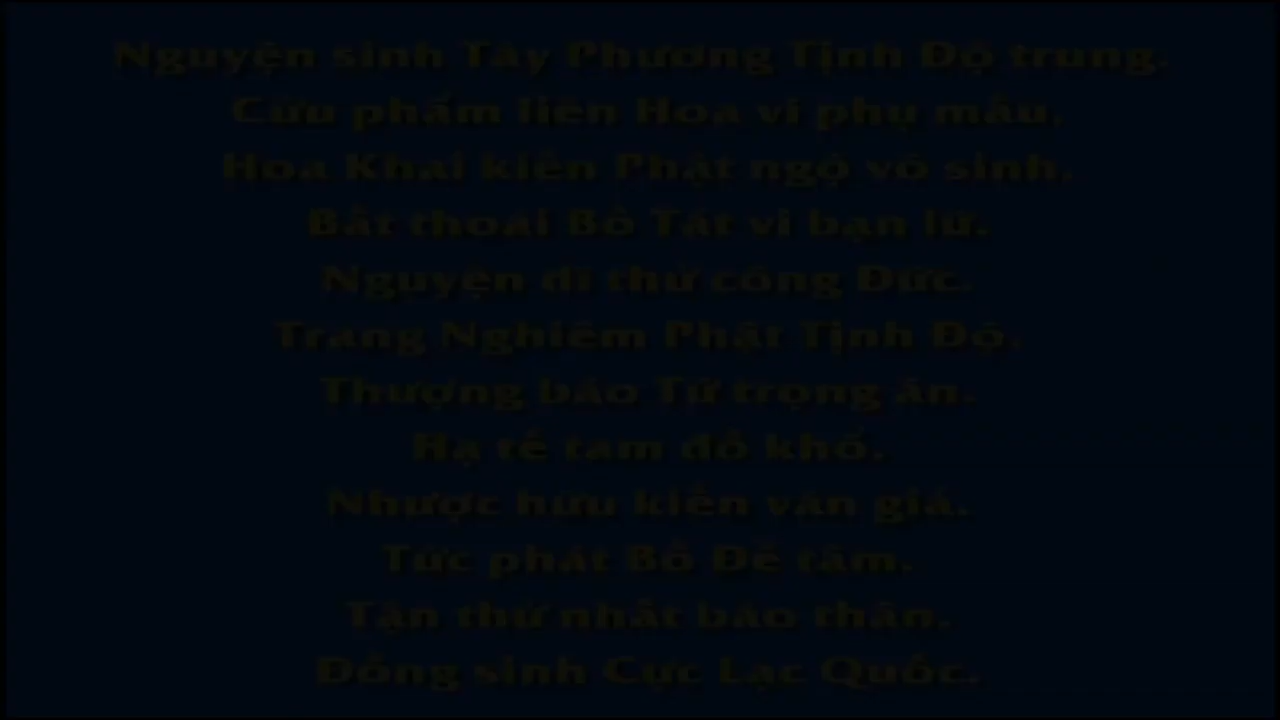 Nguyện sinh Tây Phương Tịnh Độ trung.
Cửu phẩm liên Hoa vi phụ mẫu.
Hoa Khai kiến Phật ngộ vô sinh.
Bất thoái Bồ Tát vi bạn lữ.
Nguyện dĩ thử công Đức.
Trang Nghiêm Phật Tịnh Độ.
Thượng báo Tứ trọng ân.
Hạ tế tam đồ khổ.
Nhược hữu kiến văn giả.
Tức phát Bồ Đề tâm.
Tận thử nhất báo thân.
Đồng sinh Cực Lạc Quốc.